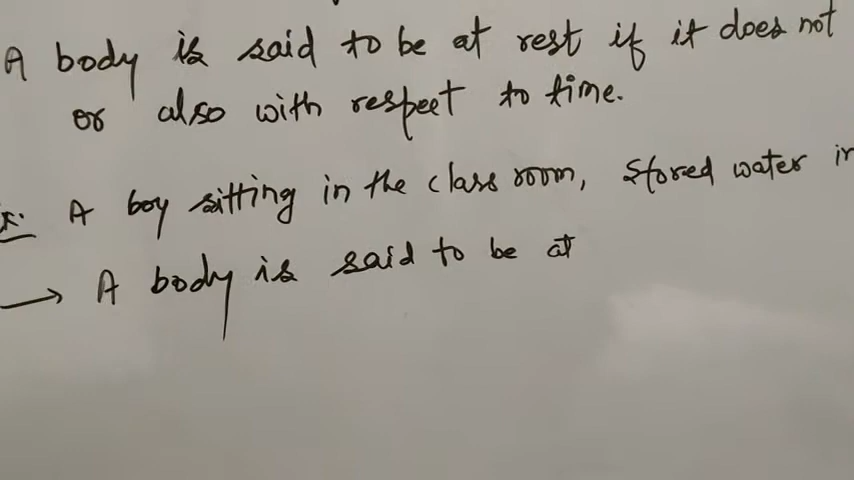 A body is said to be at rest if it does not
or also with respect to time.
A boy sitting in the class room, Stored water in
→ A body is said to be at